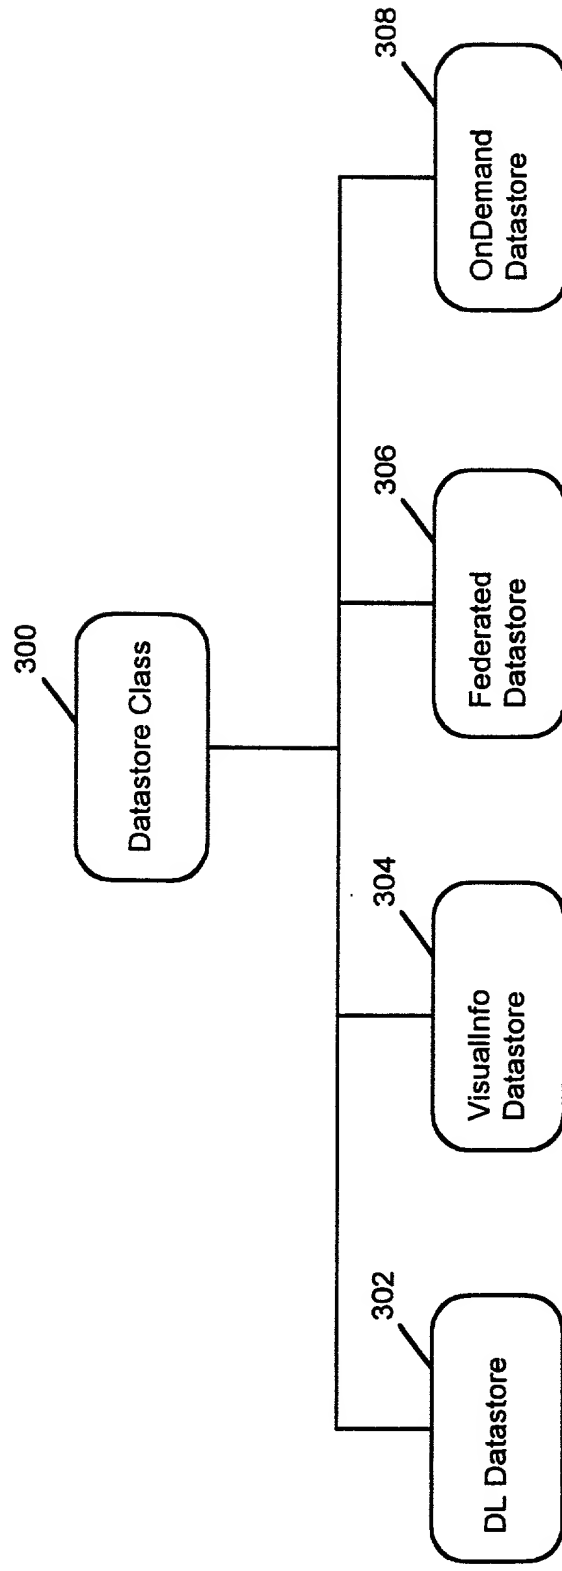 300
Datastore Class
302
DL Datastore
304
VisualInfo
Datastore
306
Federated
Datastore
308
OnDemand
Datastore